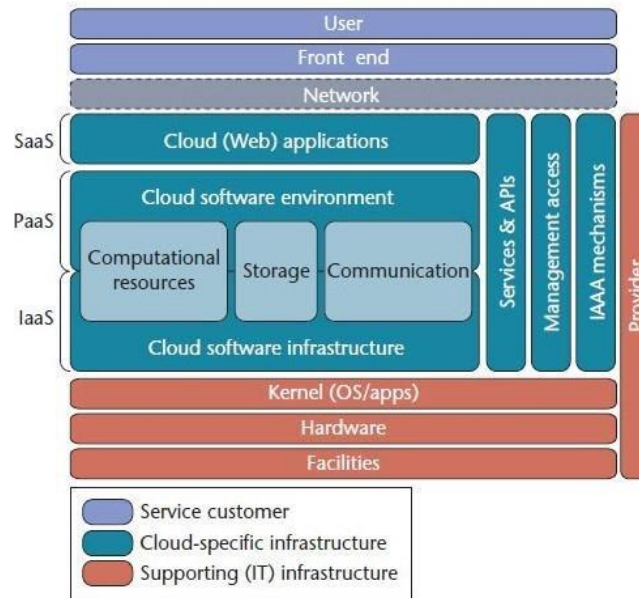 User
Front end
Network
SaaS
Cloud (Web) applications
PaaS
Cloud software environment
Computational
resources
Storage
Communication
IaaS
Cloud software infrastructure
Services & APIs
Management access
IAAA mechanisms
Provider
Kernel (OS/apps)
Hardware
Facilities
Service customer
Cloud-specific infrastructure
Supporting (IT) infrastructure